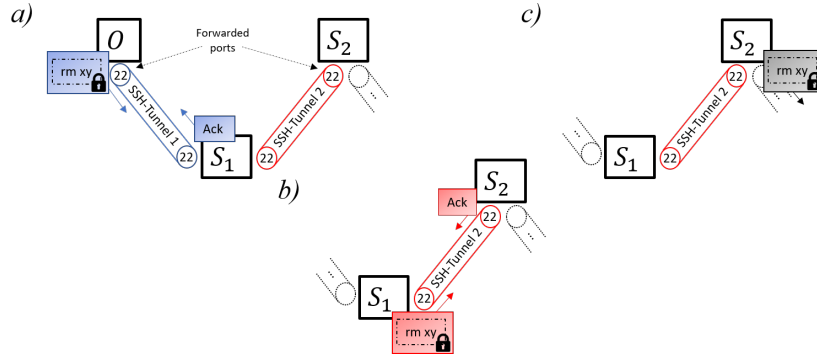 a)
O
rm xy
22
SSH-Tunnel 1
22
Ack
S₁
Forwarded
ports
S₂
22
SSH-Tunnel 2
22
...
b)
S₂
Ack
22
SSH-Tunnel 2
22
S₁
rm xy
...
...
c)
S₂
rm xy
22
SSH-Tunnel 2
22
S₁
...
...